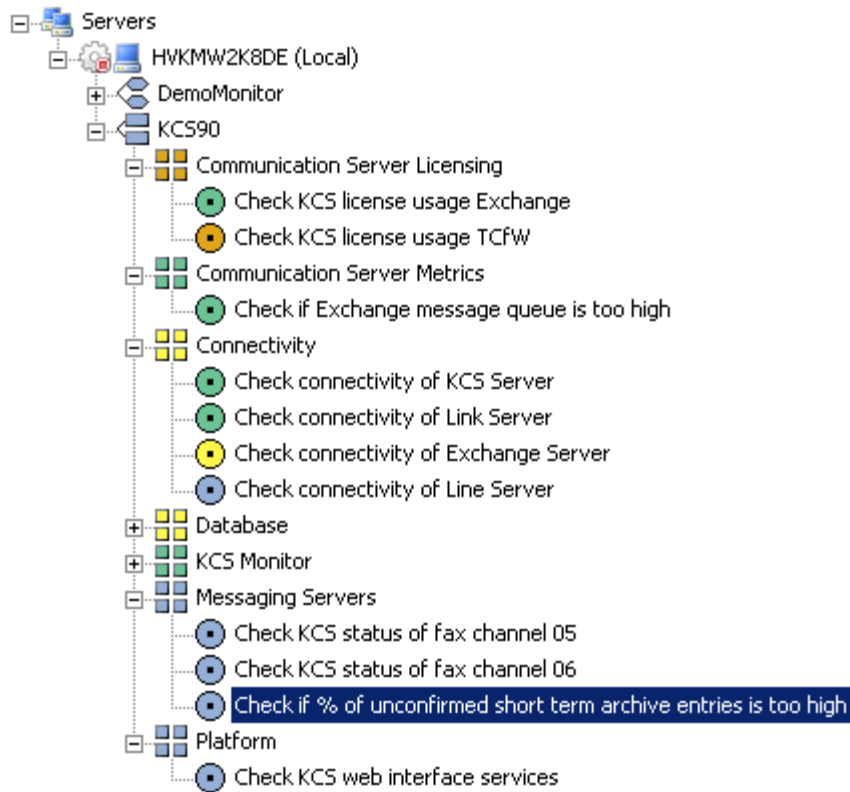 Servers
HVKMW2K8DE (Local)
DemoMonitor
KCS90
Communication Server Licensing
Check KCS license usage Exchange
Check KCS license usage TCfW
Communication Server Metrics
Check if Exchange message queue is too high
Connectivity
Check connectivity of KCS Server
Check connectivity of Link Server
Check connectivity of Exchange Server
Check connectivity of Line Server
Database
KCS Monitor
Messaging Servers
Check KCS status of fax channel 05
Check KCS status of fax channel 06
Check if % of unconfirmed short term archive entries is too high
Platform
Check KCS web interface services